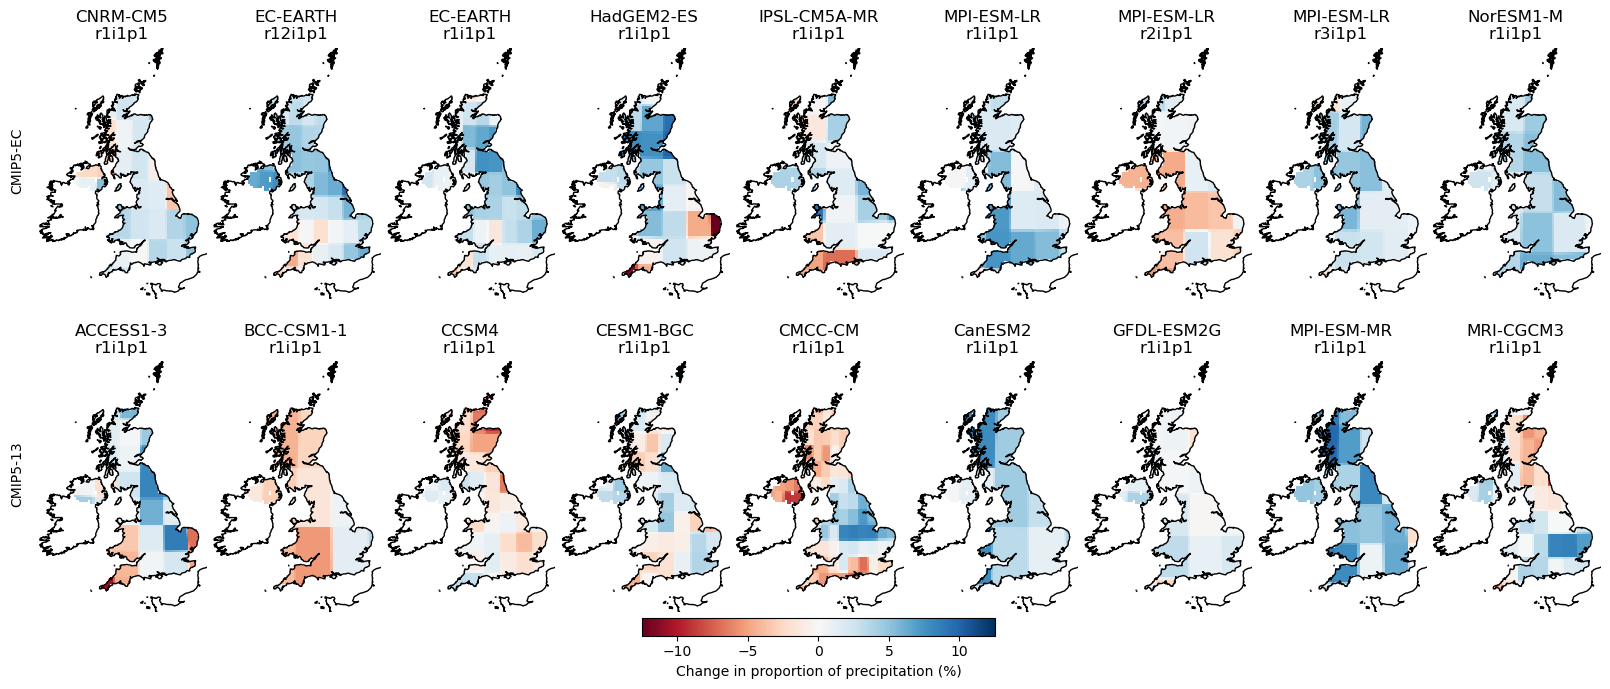 CNRM-CM5 EC-EARTH EC-EARTH HadGEM2-ES IPSL-CM5A-MR MPI-ESM-LR MPI-ESM-LR MPI-ESM-LR NorESM1-M
r1i1p1 r12i1p1 r1i1p1 r1i1p1 r1i1p1 r1i1p1 r2i1p1 r3i1p1 r1i1p1
CMIP5-EC
ACCESS1-3 BCC-CSM1-1 CCSM4 CESM1-BGC CMCC-CM CanESM2 GFDL-ESM2G MPI-ESM-MR MRI-CGCM3
r1i1p1 r1i1p1 r1i1p1 r1i1p1 r1i1p1 r1i1p1 r1i1p1 r1i1p1 r1i1p1
CMIP5-13
−10 −5 0 5 10
Change in proportion of precipitation (%)